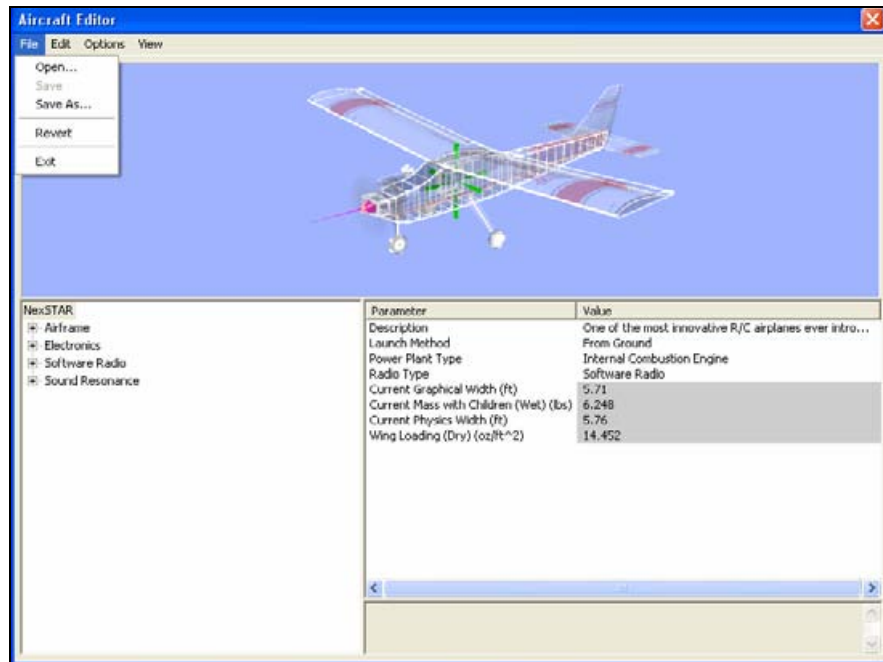 Aircraft Editor
File Edit Options View
Open...
Save
Save As...
Revert
Exit
NexSTAR
Airframe
Electronics
Software Radio
Sound Resonance
Parameter Value
Description One of the most innovative R/C airplanes ever intro...
Launch Method From Ground
Power Plant Type Internal Combustion Engine
Radio Type Software Radio
Current Graphical Width (ft) 5.71
Current Mass with Children (Wet) (lbs) 6.248
Current Physics Width (ft) 5.76
Wing Loading (Dry) (oz/ft^2) 14.452